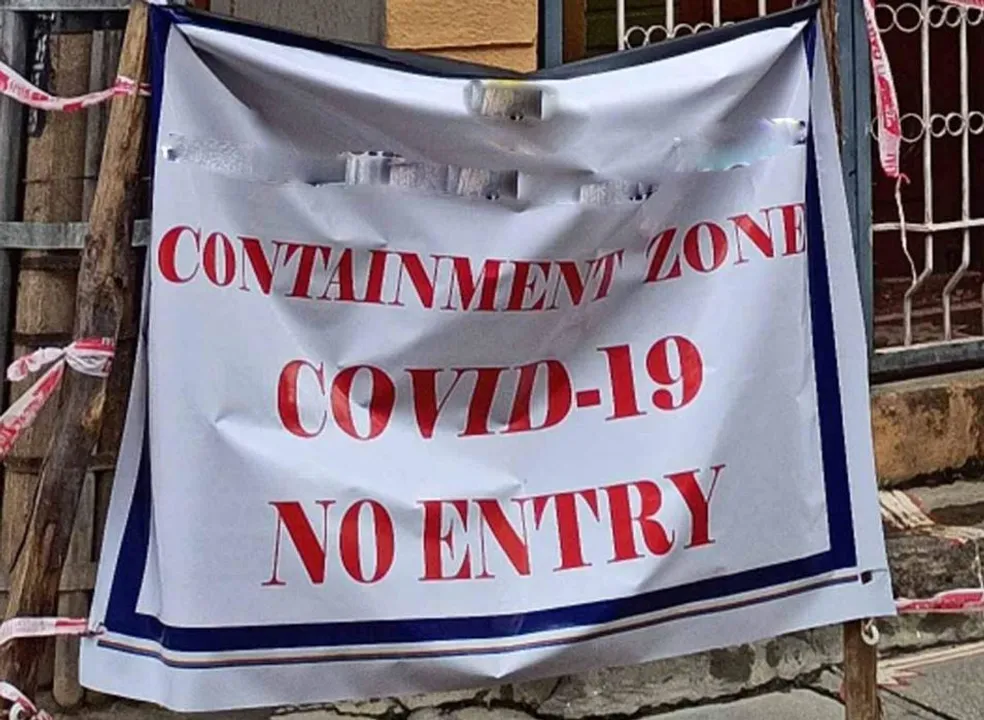 CONTAINMENT ZONE
COVID-19
NO ENTRY